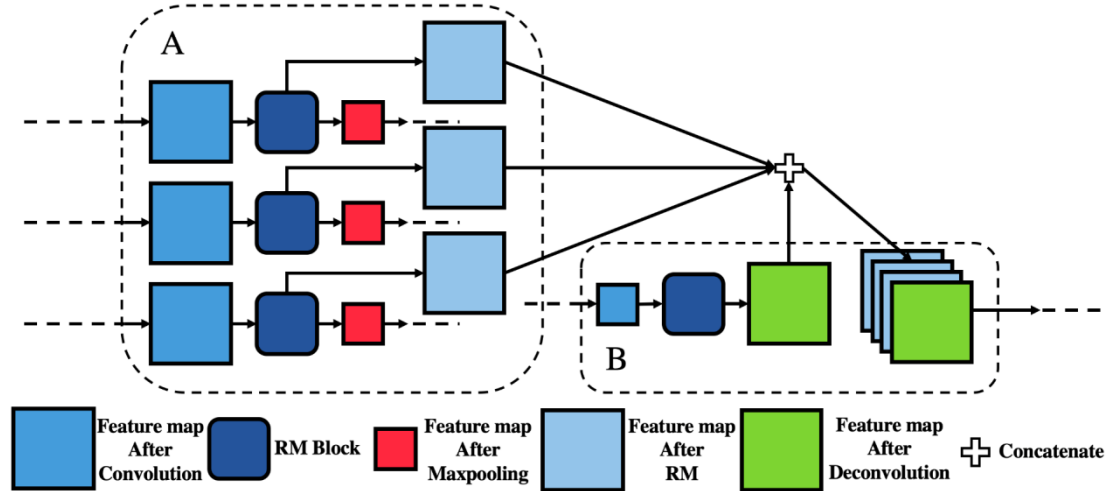 A
B
Feature map
After
Convolution
RM Block
Feature map
After
Maxpooling
Feature map
After
RM
Feature map
After
Deconvolution
Concatenate